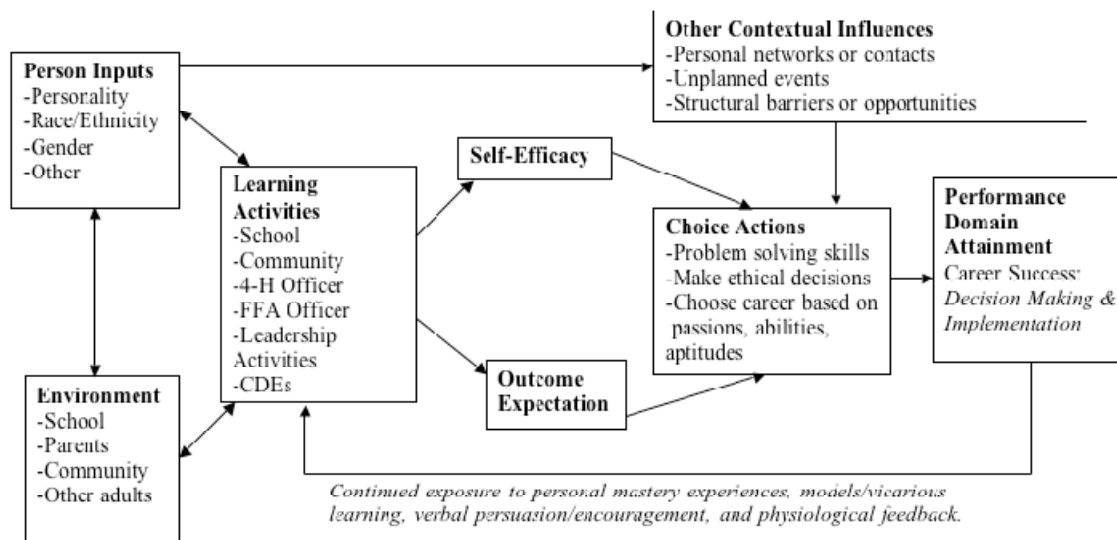 Person Inputs
-Personality
-Race/Ethnicity
-Gender
-Other
Other Contextual Influences
-Personal networks or contacts
-Unplanned events
-Structural barriers or opportunities
Learning
Activities
-School
-Community
-4-H Officer
-FFA Officer
-Leadership
Activities
-CDEs
Self-Efficacy
Outcome
Expectation
Choice Actions
-Problem solving skills
-Make ethical decisions
-Choose career based on
passions, abilities,
aptitudes
Performance
Domain
Attainment
Career Success:
Decision Making &
Implementation
Environment
-School
-Parents
-Community
-Other adults
Continued exposure to personal mastery experiences, models/vicarious
learning, verbal persuasion/encouragement, and physiological feedback.